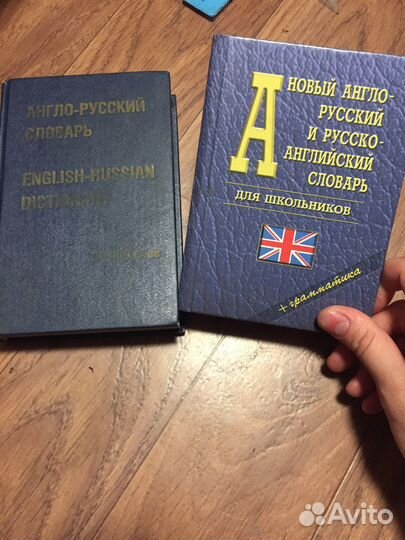 АНГЛО-РУССКИЙ
СЛОВАРЬ
ENGLISH-RUSSIAN
DICTIONARY
А
НОВЫЙ АНГЛО-
РУССКИЙ
И РУССКО-
АНГЛИЙСКИЙ
СЛОВАРЬ
ДЛЯ ШКОЛЬНИКОВ
+ грамматика
Avito